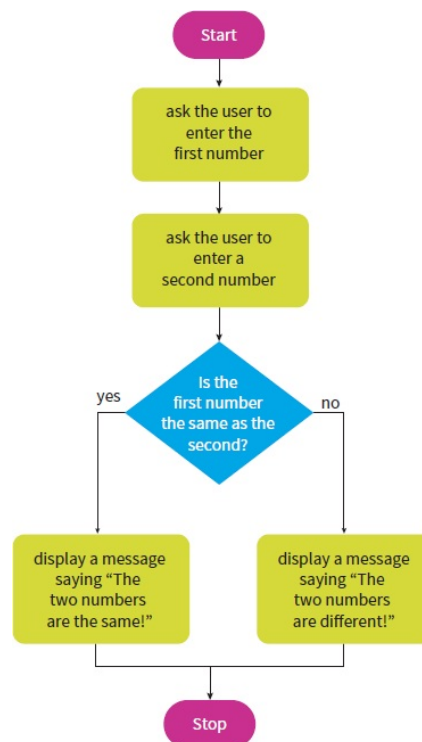 Start
ask the user to
enter the
first number
ask the user to
enter a
second number
Is the
first number
the same as the
second?
yes
no
display a message
saying “The
two numbers
are the same!”
display a message
saying “The
two numbers
are different!”
Stop